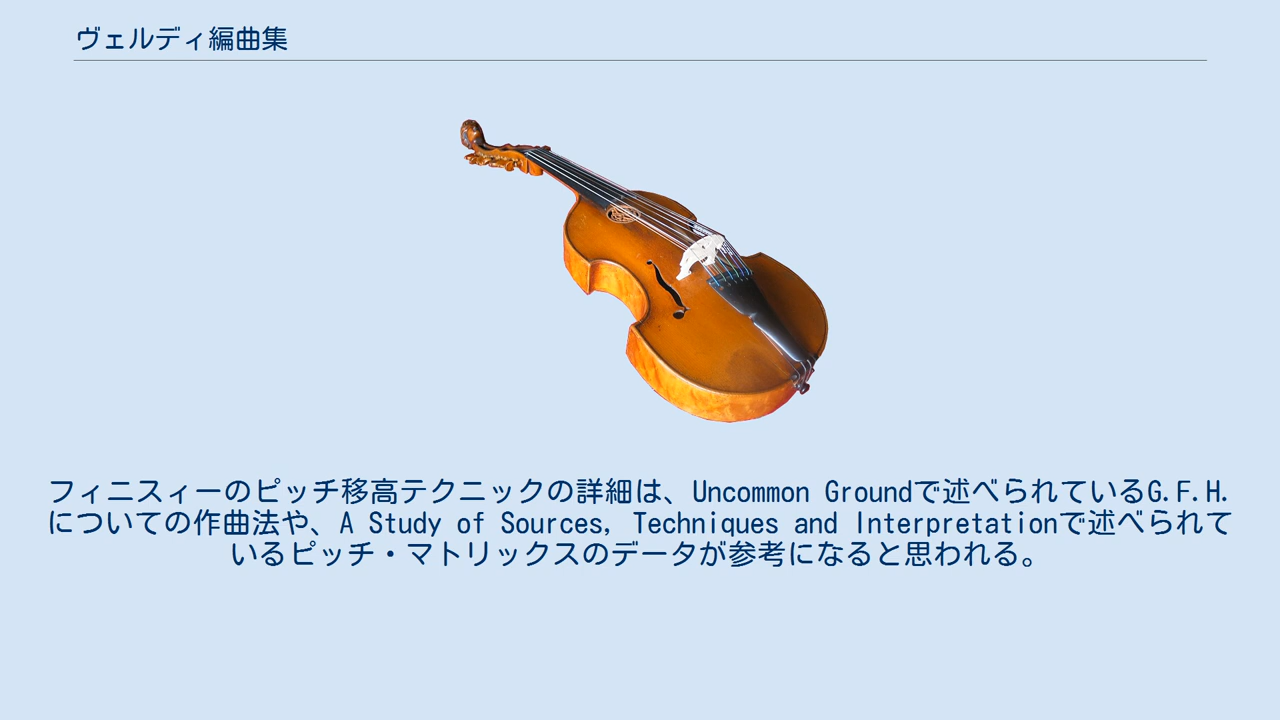 ヴェルディ編曲集
フィニスィーのピッチ移高テクニックの詳細は、Uncommon Groundで述べられているG.F.H.
についての作曲法や、A Study of Sources, Techniques and Interpretationで述べられて
いるピッチ・マトリックスのデータが参考になると思われる。